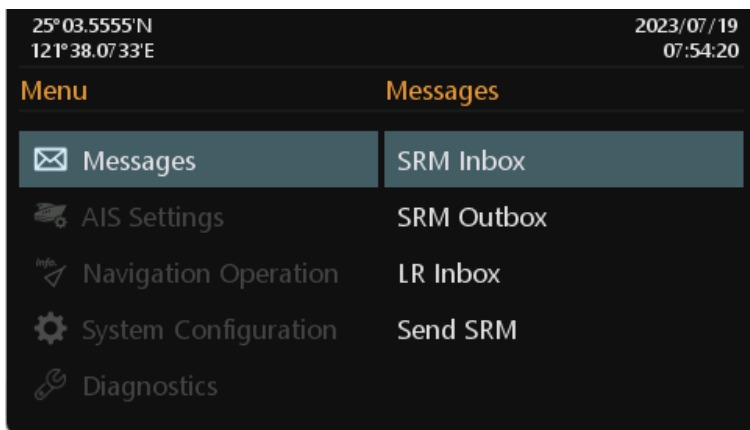 25°03.5555'N
121°38.0733'E
2023/07/19
07:54:20
Menu
Messages
Messages
AIS Settings
Info.
Navigation Operation
System Configuration
Diagnostics
SRM Inbox
SRM Outbox
LR Inbox
Send SRM